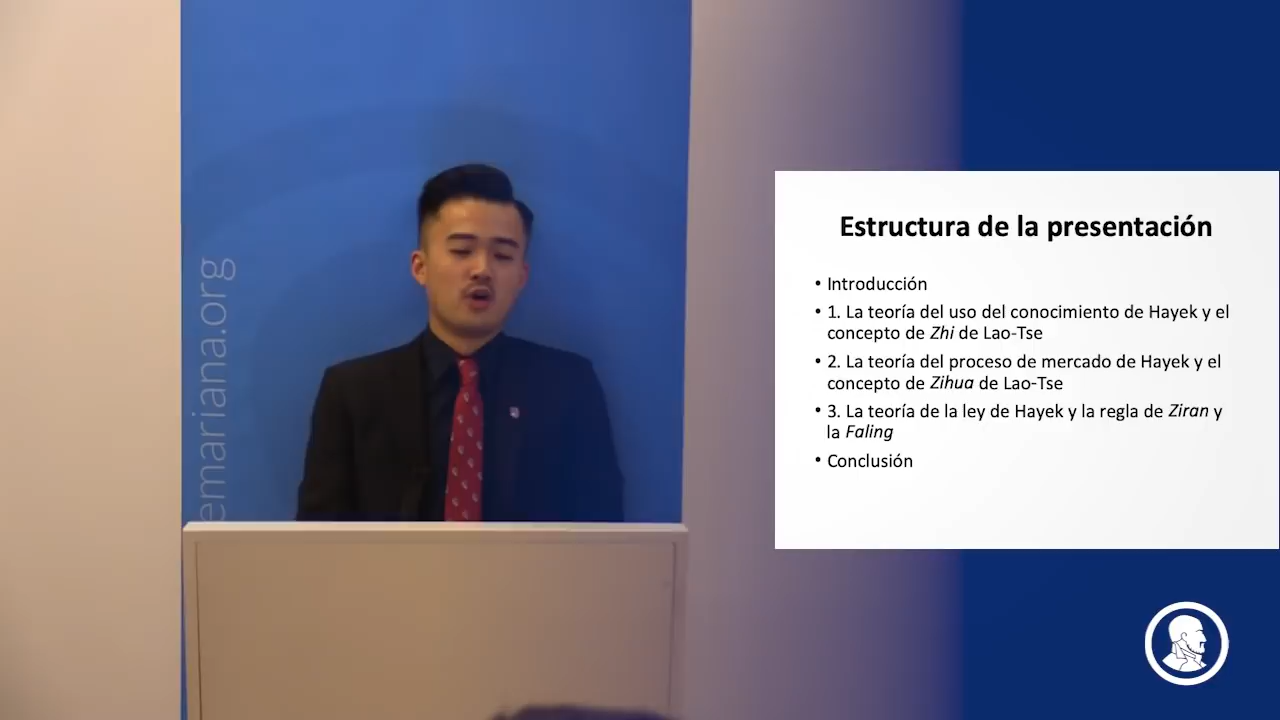 emariana.org
Estructura de la presentación
• Introducción
• 1. La teoría del uso del conocimiento de Hayek y el
concepto de Zhi de Lao-Tse
• 2. La teoría del proceso de mercado de Hayek y el
concepto de Zihua de Lao-Tse
• 3. La teoría de la ley de Hayek y la regla de Ziran y
la Faling
• Conclusión